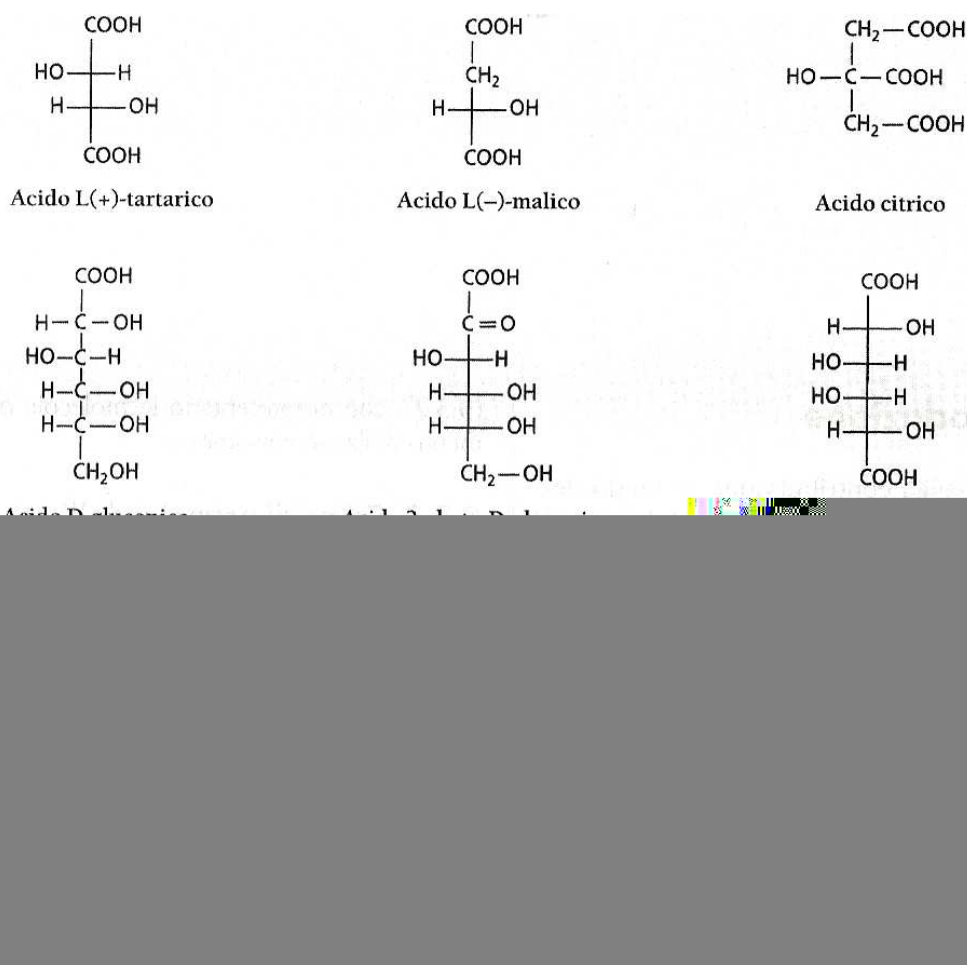 COOH
HO—H
H—OH
COOH
Acido L(+)-tartarico
COOH
CH₂
H—OH
COOH
Acido L(−)-malico
CH₂—COOH
HO—C—COOH
CH₂—COOH
Acido citrico
COOH
H—C—OH
HO—C—H
H—C—OH
H—C—OH
CH₂OH
COOH
C=O
HO—H
H—OH
H—OH
CH₂—OH
COOH
H—OH
HO—H
HO—H
H—OH
COOH